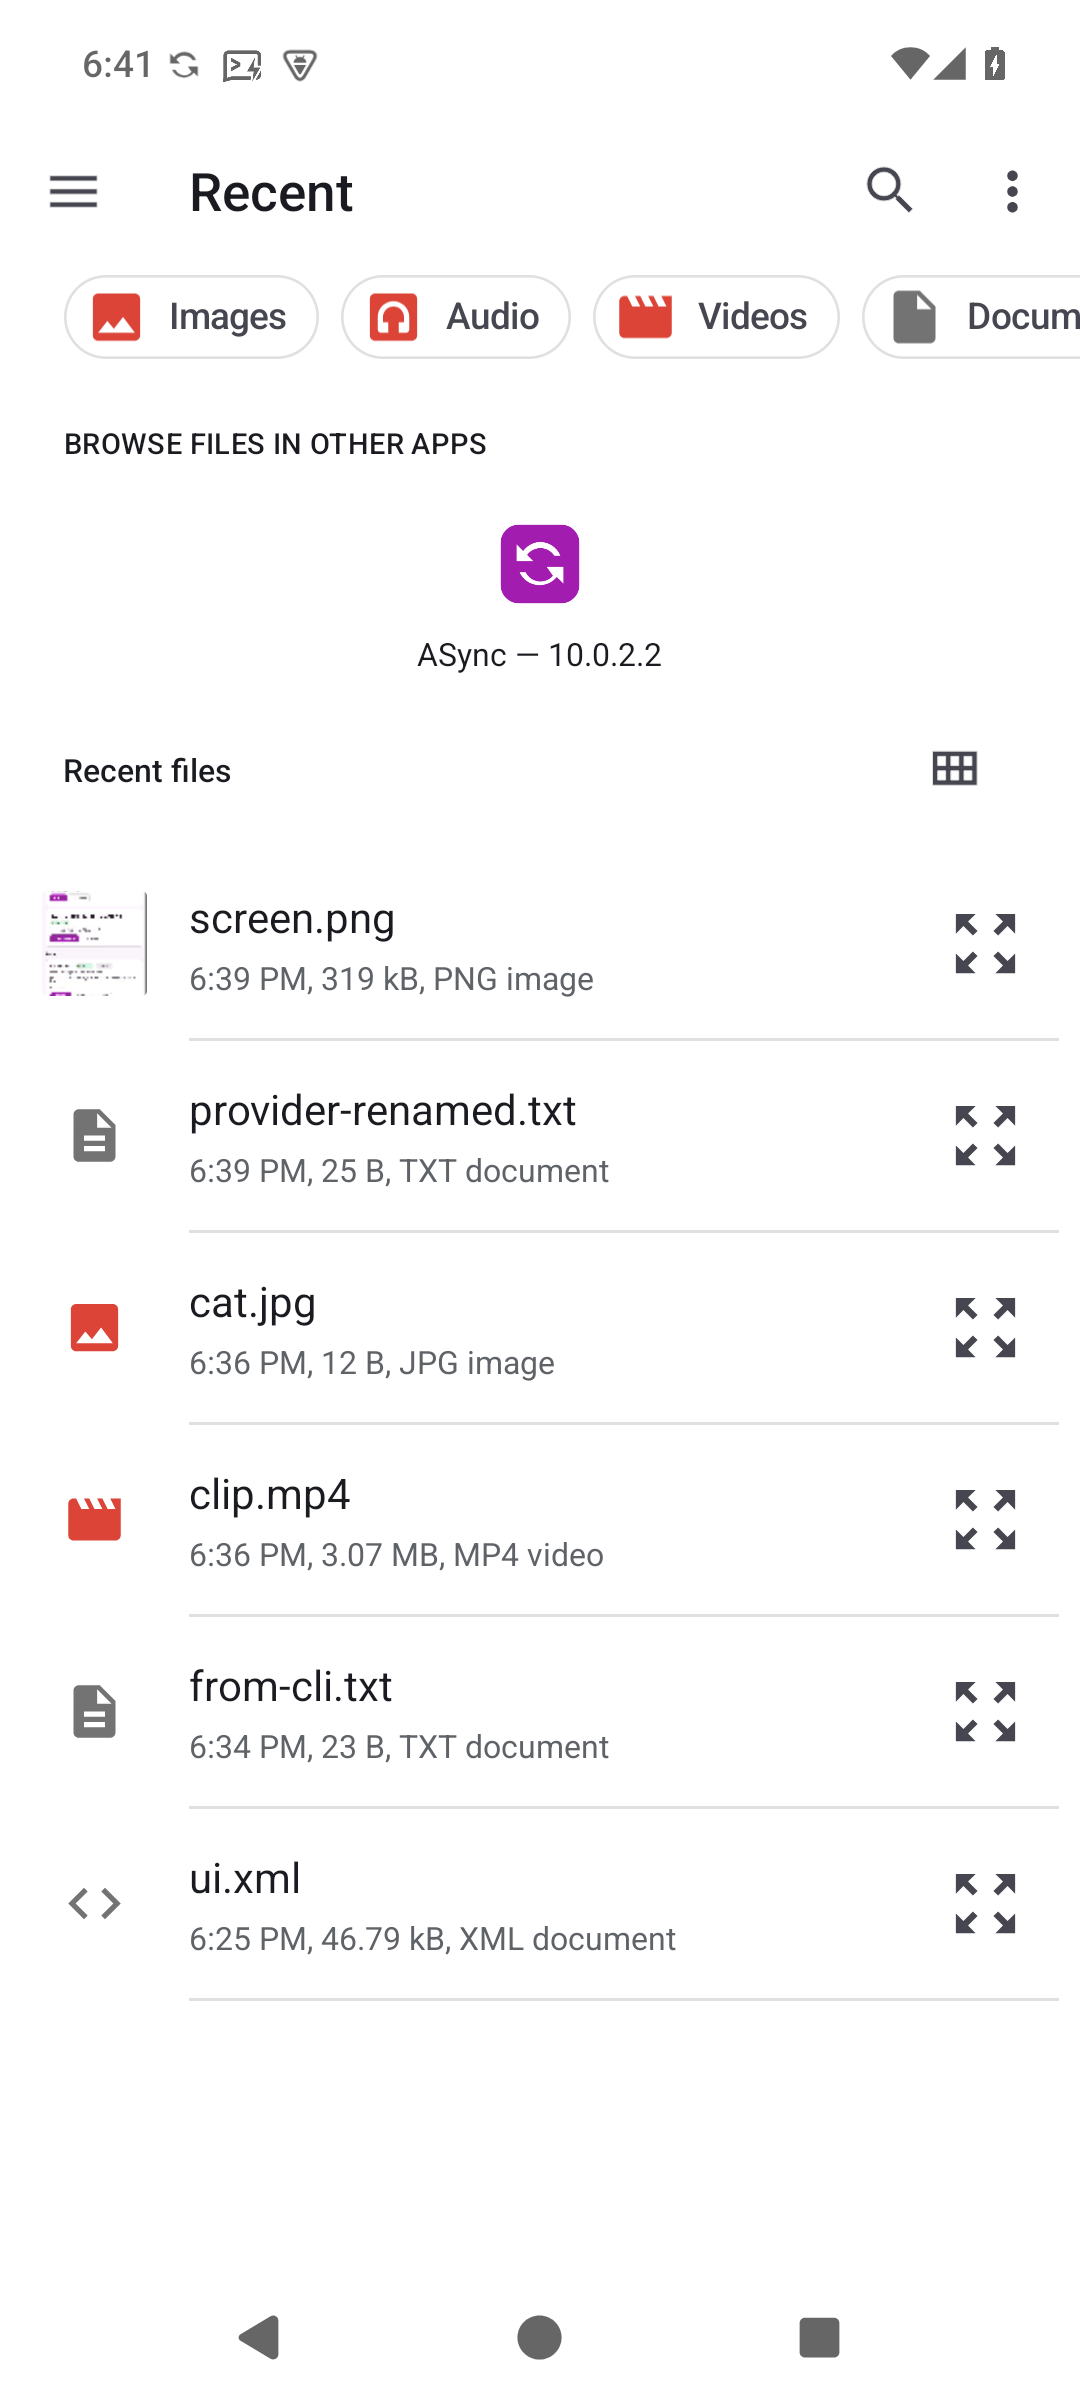 6:41
Recent
Images
Audio
Videos
Docum
BROWSE FILES IN OTHER APPS
ASync — 10.0.2.2
Recent files
screen.png
6:39 PM, 319 kB, PNG image
provider-renamed.txt
6:39 PM, 25 B, TXT document
cat.jpg
6:36 PM, 12 B, JPG image
clip.mp4
6:36 PM, 3.07 MB, MP4 video
from-cli.txt
6:34 PM, 23 B, TXT document
ui.xml
6:25 PM, 46.79 kB, XML document